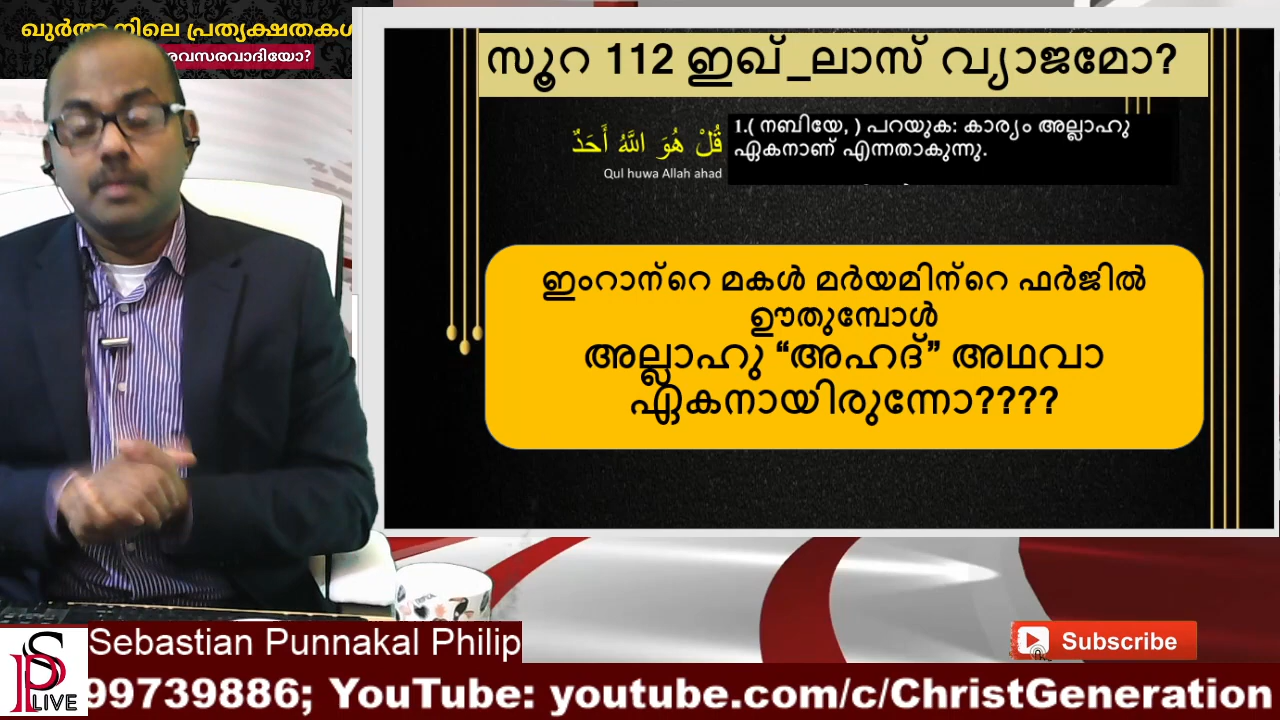 ഖുർആനിലെ പ്രത്യക്ഷതകൾ
അവസരവാദിയോ?
സൂറ 112 ഇഖ്_ലാസ് വ്യാജമോ?
قُلْ هُوَ اللَّهُ أَحَدٌ
Qul huwa Allah ahad
1.( നബിയേ, ) പറയുക: കാര്യം അല്ലാഹു
ഏകനാണ് എന്നതാകുന്നു.
ഇംറാന്റെ മകൾ മർയമിന്റെ ഫർജിൽ
ഊതുമ്പോൾ
അല്ലാഹു “അഹദ്” അഥവാ
ഏകനായിരുന്നോ????
PS LIVE
Sebastian Punnakal Philip
Subscribe
99739886; YouTube: youtube.com/c/ChristGeneration